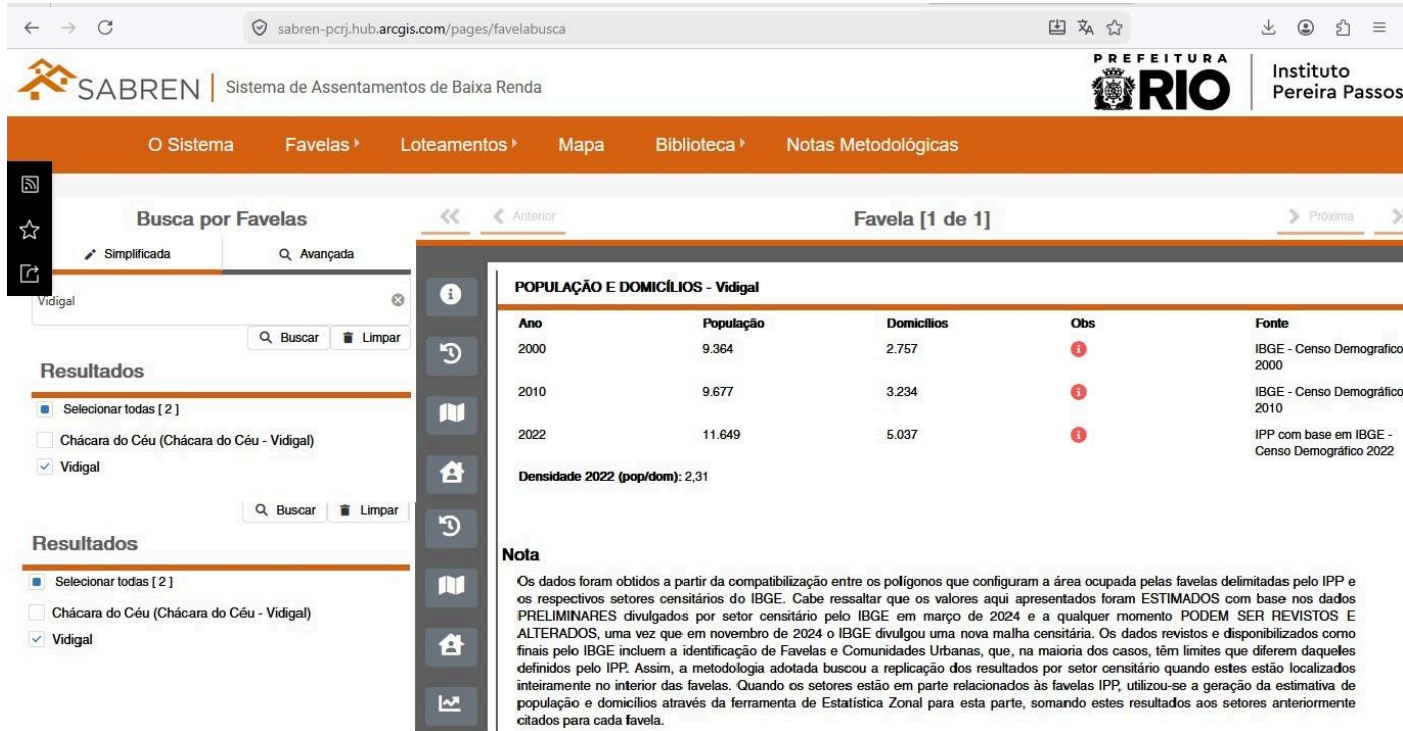 sabren-pcrj.hub.arcgis.com/pages/favelabusca
SABREN
Sistema de Assentamentos de Baixa Renda
PREFEITURA
RIO
Instituto
Pereira Passos
O Sistema
Favelas
Loteamentos
Mapa
Biblioteca
Notas Metodológicas
Busca por Favelas
Simplificada
Avançada
Vidigal
Buscar
Limpar
Resultados
Selecionar todas [ 2 ]
Chácara do Céu (Chácara do Céu - Vidigal)
Vidigal
Buscar
Limpar
Resultados
Selecionar todas [ 2 ]
Chácara do Céu (Chácara do Céu - Vidigal)
Vidigal
Anterior
Favela [1 de 1]
Próxima
POPULAÇÃO E DOMICÍLIOS - Vidigal
Ano População Domicílios Obs Fonte
2000 9.364 2.757 IBGE - Censo Demografico
2000
2010 9.677 3.234 IBGE - Censo Demográfico
2010
2022 11.649 5.037 IPP com base em IBGE -
Censo Demográfico 2022
Densidade 2022 (pop/dom): 2,31
Nota
Os dados foram obtidos a partir da compatibilização entre os polígonos que configuram a área ocupada pelas favelas delimitadas pelo IPP e
os respectivos setores censitários do IBGE. Cabe ressaltar que os valores aqui apresentados foram ESTIMADOS com base nos dados
PRELIMINARES divulgados por setor censitário pelo IBGE em março de 2024 e a qualquer momento PODEM SER REVISTOS E
ALTERADOS, uma vez que em novembro de 2024 o IBGE divulgou uma nova malha censitária. Os dados revistos e disponibilizados como
finais pelo IBGE incluem a identificação de Favelas e Comunidades Urbanas, que, na maioria dos casos, têm limites que diferem daqueles
definidos pelo IPP. Assim, a metodologia adotada buscou a replicação dos resultados por setor censitário quando estes estão localizados
inteiramente no interior das favelas. Quando os setores estão em parte relacionados às favelas IPP, utilizou-se a geração da estimativa de
população e domicílios através da ferramenta de Estatística Zonal para esta parte, somando estes resultados aos setores anteriormente
citados para cada favela.